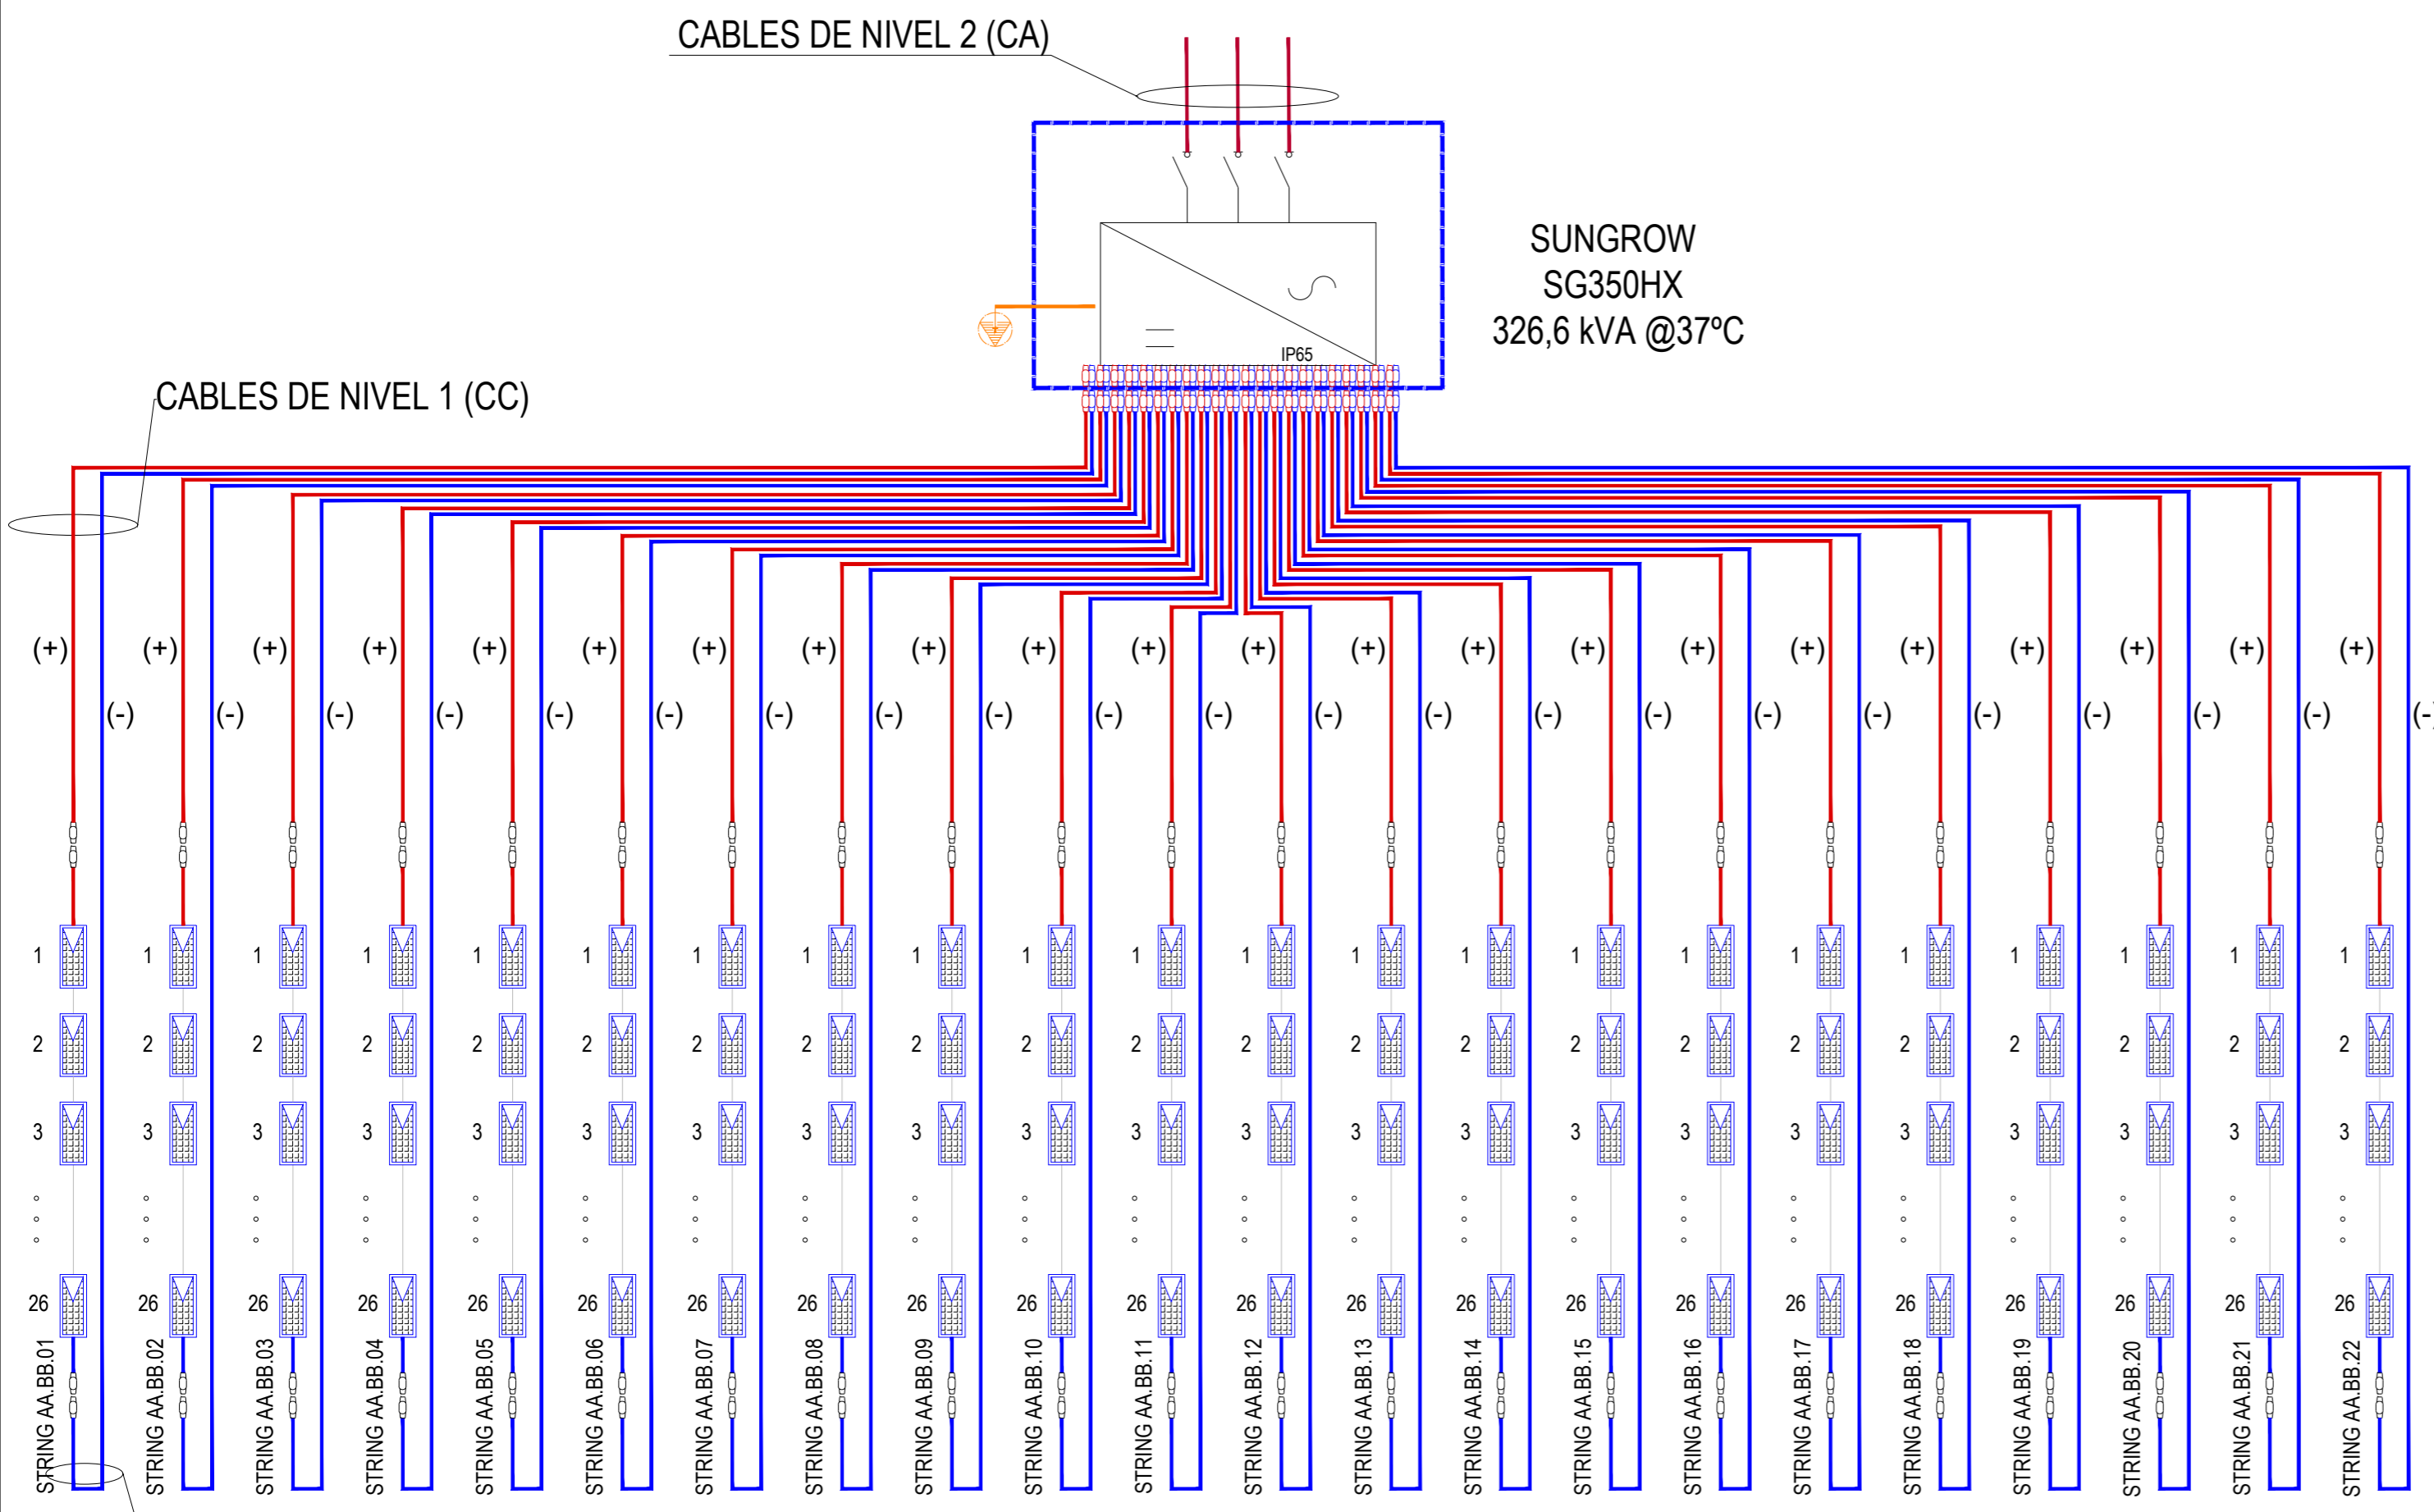 CABLES DE NIVEL 2 (CA)
SUNGROW
SG350HX
326,6 kVA @37ºC
IP65
CABLES DE NIVEL 1 (CC)
(+) (+) (+) (+) (+) (+) (+) (+) (+) (+) (+) (+) (+) (+) (+) (+) (+) (+) (+) (+) (+) (+)
(-) (-) (-) (-) (-) (-) (-) (-) (-) (-) (-) (-) (-) (-) (-) (-) (-) (-) (-) (-) (-) (-)
1 1 1 1 1 1 1 1 1 1 1 1 1 1 1 1 1 1 1 1 1 1
2 2 2 2 2 2 2 2 2 2 2 2 2 2 2 2 2 2 2 2 2 2
3 3 3 3 3 3 3 3 3 3 3 3 3 3 3 3 3 3 3 3 3 3
26 26 26 26 26 26 26 26 26 26 26 26 26 26 26 26 26 26 26 26 26 26
STRING AA.BB.01
STRING AA.BB.02
STRING AA.BB.03
STRING AA.BB.04
STRING AA.BB.05
STRING AA.BB.06
STRING AA.BB.07
STRING AA.BB.08
STRING AA.BB.09
STRING AA.BB.10
STRING AA.BB.11
STRING AA.BB.12
STRING AA.BB.13
STRING AA.BB.14
STRING AA.BB.15
STRING AA.BB.16
STRING AA.BB.17
STRING AA.BB.18
STRING AA.BB.19
STRING AA.BB.20
STRING AA.BB.21
STRING AA.BB.22